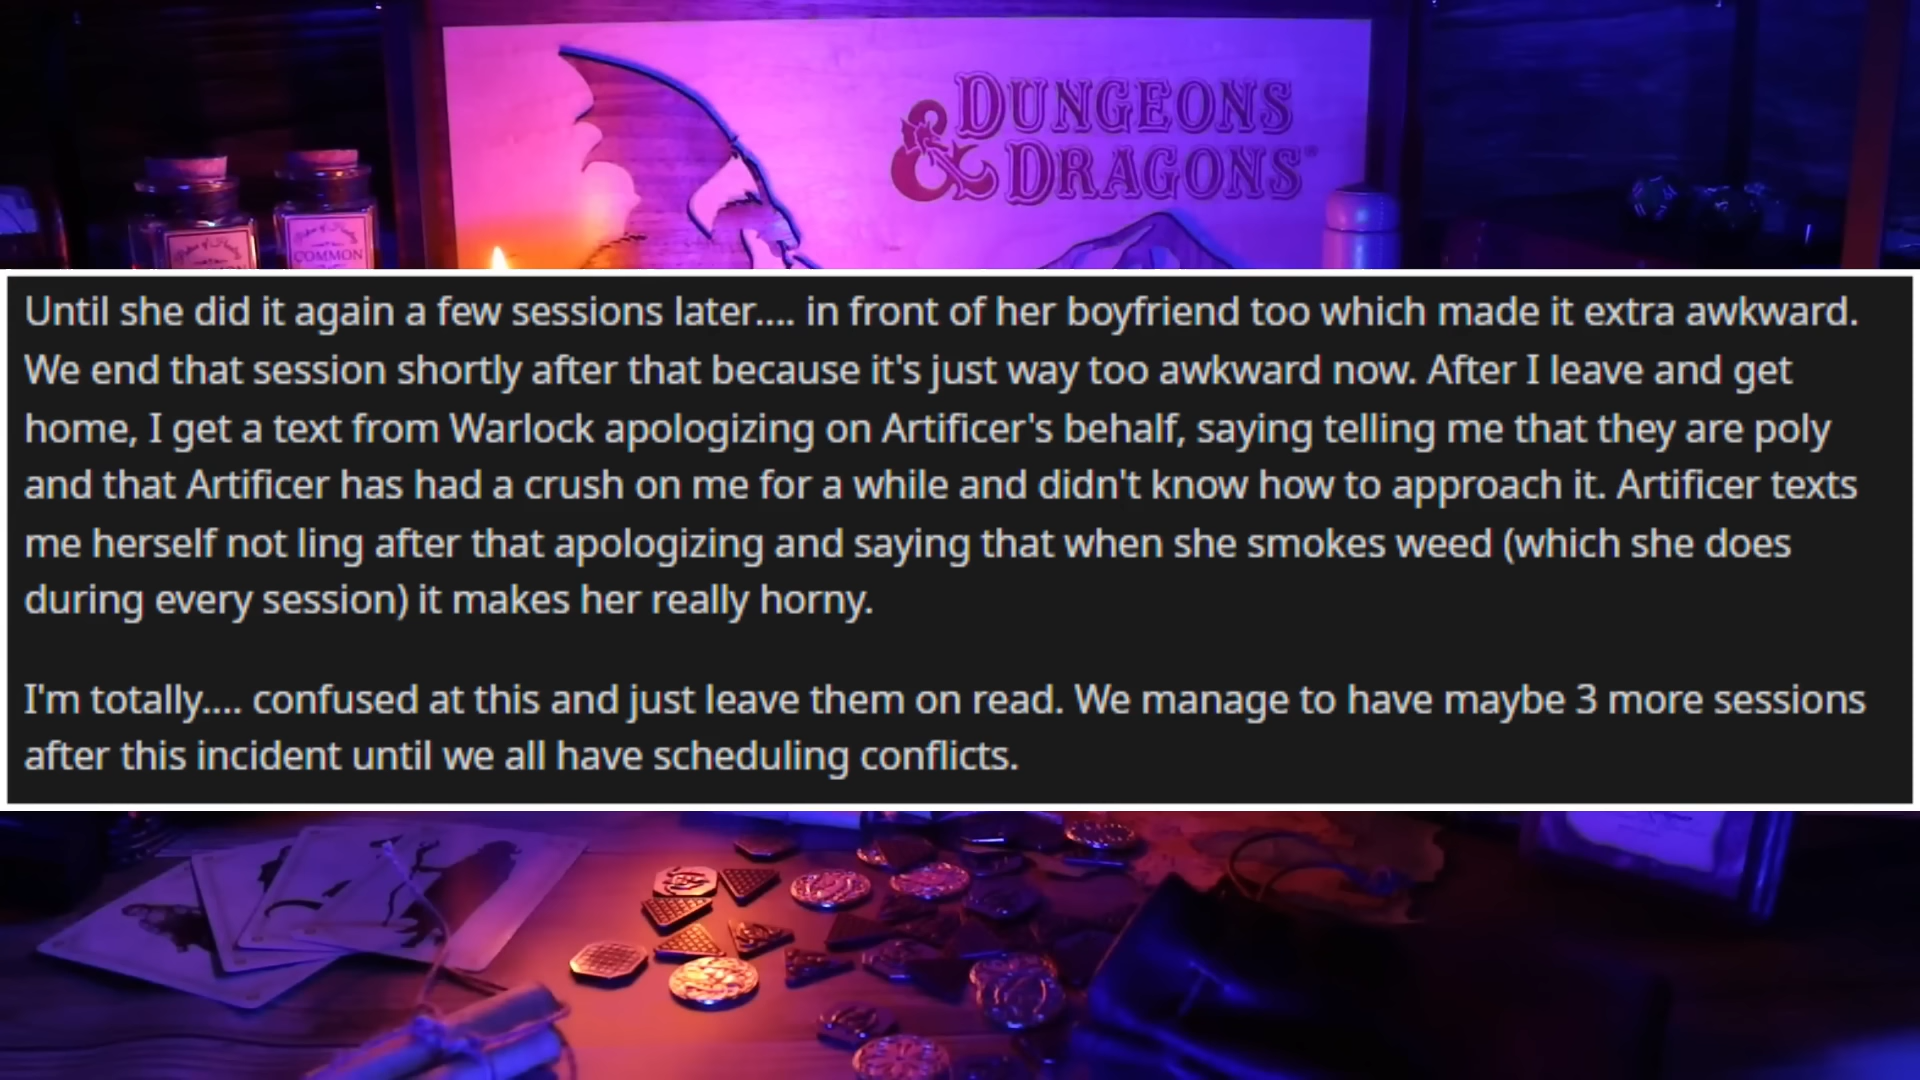 DUNGEONS
& DRAGONS®
COMMON
Until she did it again a few sessions later.... in front of her boyfriend too which made it extra awkward.
We end that session shortly after that because it's just way too awkward now. After I leave and get
home, I get a text from Warlock apologizing on Artificer's behalf, saying telling me that they are poly
and that Artificer has had a crush on me for a while and didn't know how to approach it. Artificer texts
me herself not ling after that apologizing and saying that when she smokes weed (which she does
during every session) it makes her really horny.
I'm totally.... confused at this and just leave them on read. We manage to have maybe 3 more sessions
after this incident until we all have scheduling conflicts.